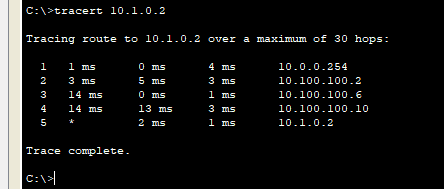 C:\>tracert 10.1.0.2
Tracing route to 10.1.0.2 over a maximum of 30 hops:
1 1 ms 0 ms 4 ms 10.0.0.254
2 3 ms 5 ms 3 ms 10.100.100.2
3 14 ms 0 ms 1 ms 10.100.100.6
4 14 ms 13 ms 3 ms 10.100.100.10
5 * 2 ms 1 ms 10.1.0.2
Trace complete.
C:\>